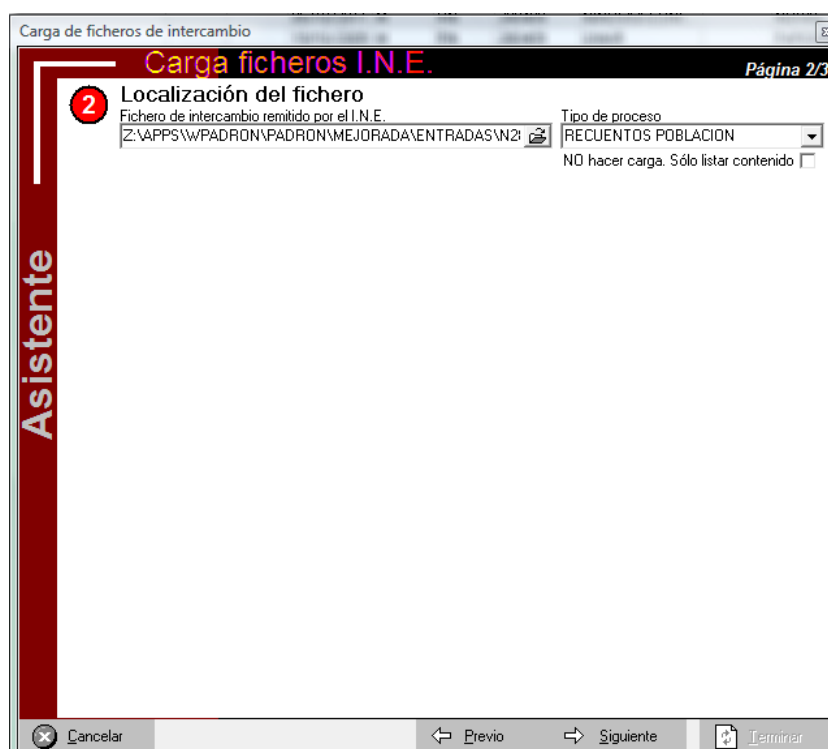 Carga de ficheros de intercambio
Carga ficheros I.N.E.
Página 2/3
Asistente
2
Localización del fichero
Fichero de intercambio remitido por el I.N.E.
Tipo de proceso
Z:\APPS\WPADRON\PADRON\MEJORADA\ENTRADAS\N2
RECUENTOS POBLACION
NO hacer carga. Sólo listar contenido
Cancelar
Previo
Siguiente
Terminar